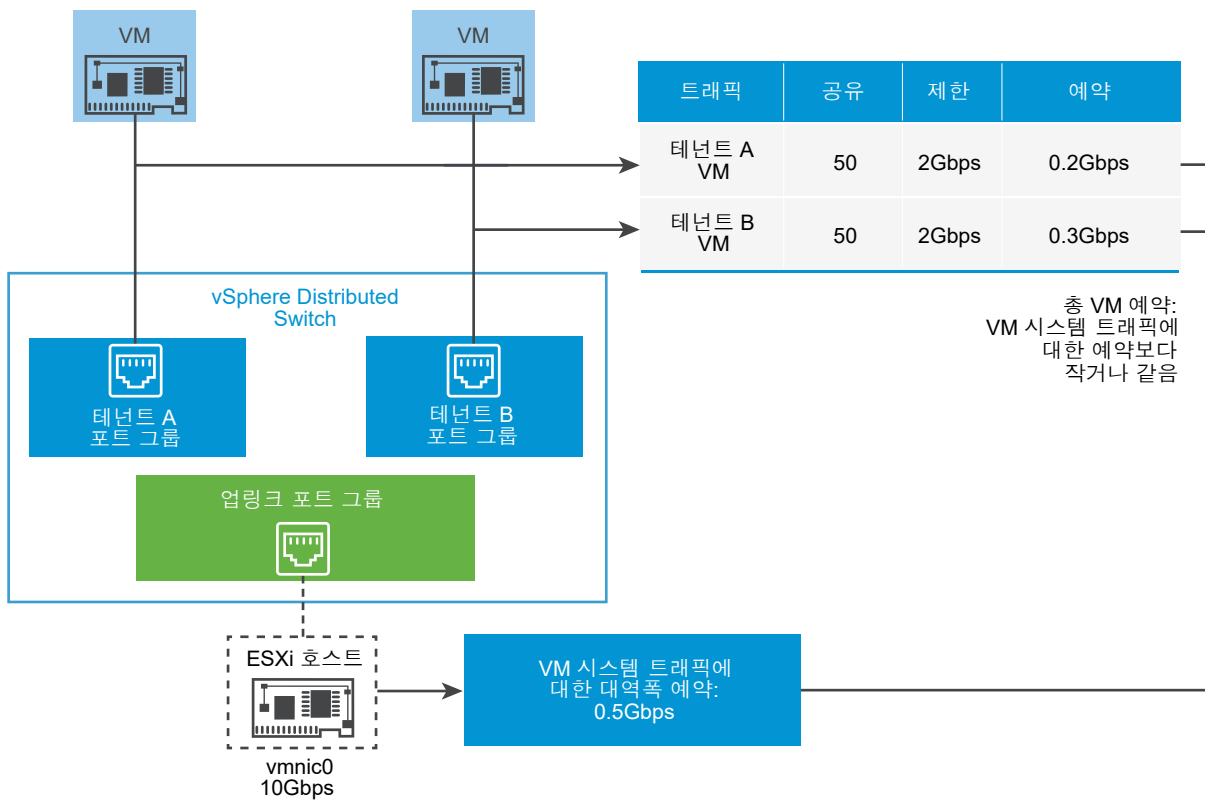 VM
VM
트래픽 공유 제한 예약
테넌트 A
VM
50 2Gbps 0.2Gbps
테넌트 B
VM
50 2Gbps 0.3Gbps
총 VM 예약:
VM 시스템 트래픽에
대한 예약보다
작거나 같음
vSphere Distributed
Switch
테넌트 A
포트 그룹
테넌트 B
포트 그룹
업링크 포트 그룹
ESXi 호스트
vmnic0
10Gbps
VM 시스템 트래픽에
대한 대역폭 예약:
0.5Gbps